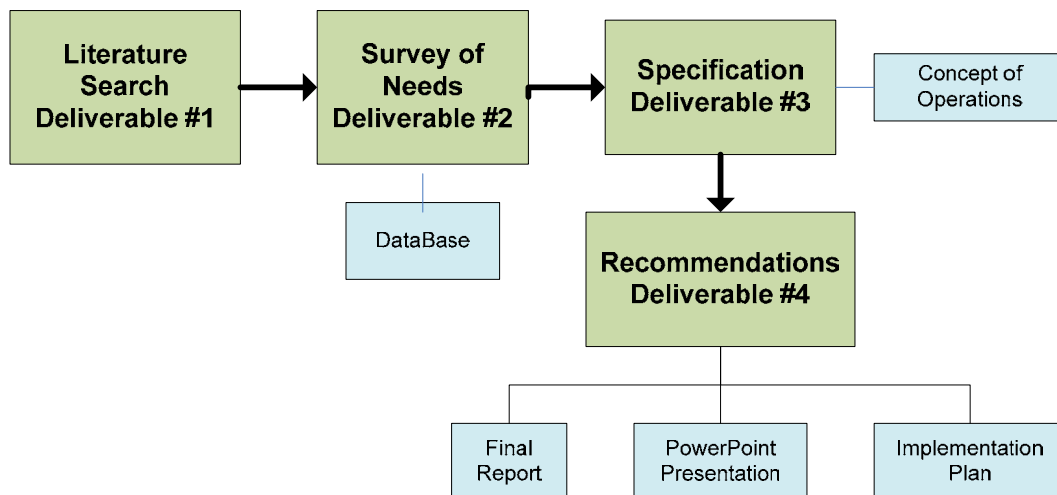 Literature
Search
Deliverable #1
Survey of
Needs
Deliverable #2
Specification
Deliverable #3
Concept of
Operations
DataBase
Recommendations
Deliverable #4
Final
Report
PowerPoint
Presentation
Implementation
Plan